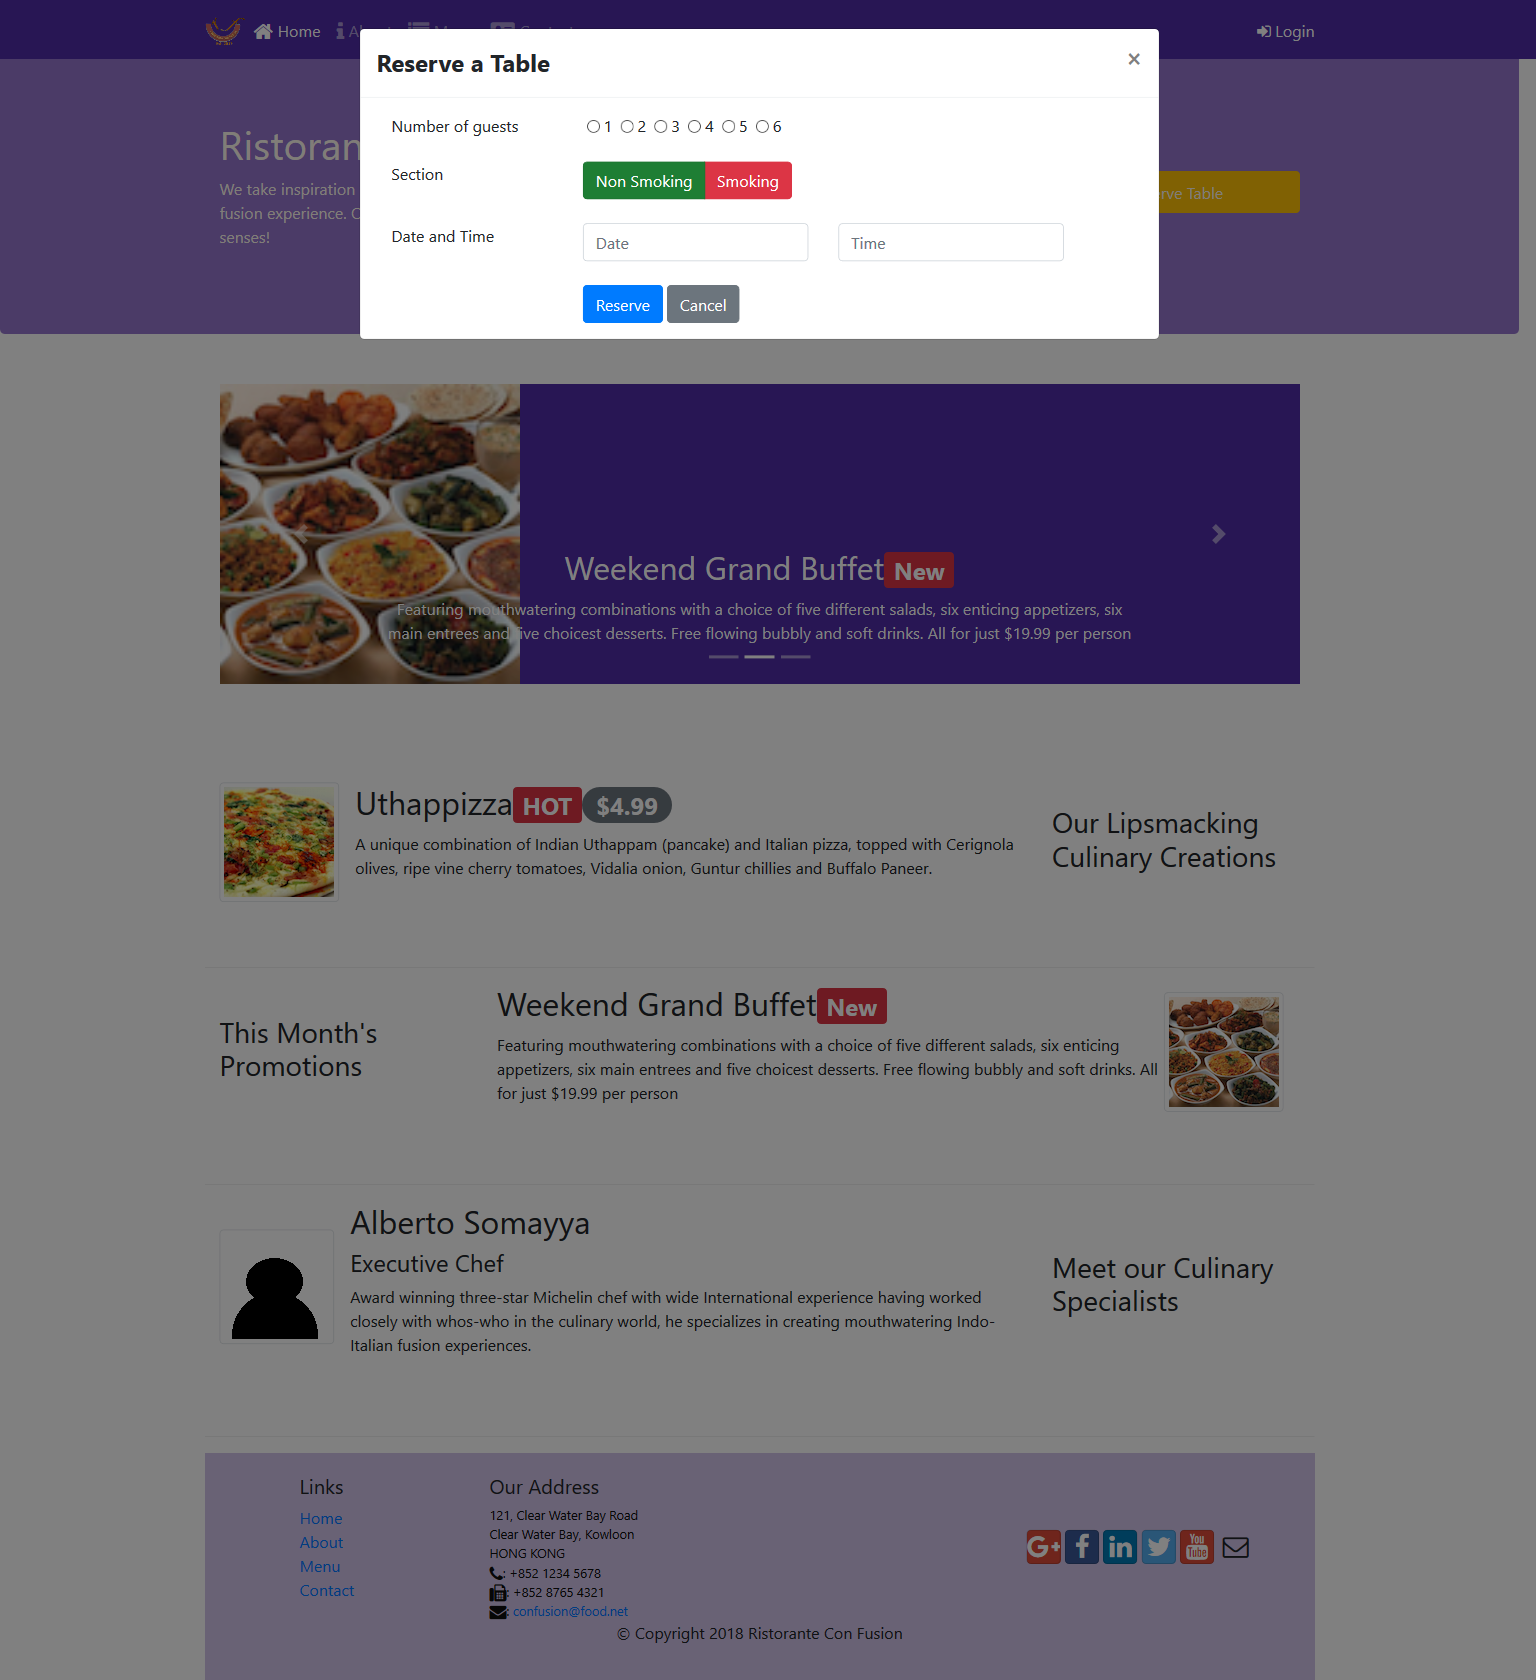 Home
Login
Reserve a Table
×
Number of guests
1 2 3 4 5 6
Section
Non Smoking Smoking
Date and Time
Date
Time
Reserve Cancel
We take inspiration
fusion experience.
senses!
Table
Weekend Grand Buffet New
Featuring mouthwatering combinations with a choice of five different salads, six enticing appetizers, six
main entrees and five choicest desserts. Free flowing bubbly and soft drinks. All for just $19.99 per person
Uthappizza HOT $4.99
A unique combination of Indian Uthappam (pancake) and Italian pizza, topped with Cerignola
olives, ripe vine cherry tomatoes, Vidalia onion, Guntur chillies and Buffalo Paneer.
Our Lipsmacking
Culinary Creations
This Month's
Promotions
Weekend Grand Buffet New
Featuring mouthwatering combinations with a choice of five different salads, six enticing
appetizers, six main entrees and five choicest desserts. Free flowing bubbly and soft drinks. All
for just $19.99 per person
Alberto Somayya
Executive Chef
Award winning three-star Michelin chef with wide International experience having worked
closely with whos-who in the culinary world, he specializes in creating mouthwatering Indo-
Italian fusion experiences.
Meet our Culinary
Specialists
Links
Home
About
Menu
Contact
Our Address
121, Clear Water Bay Road
Clear Water Bay, Kowloon
HONG KONG
: +852 1234 5678
: +852 8765 4321
: confusion@food.net
G+ f in You Tube
© Copyright 2018 Ristorante Con Fusion